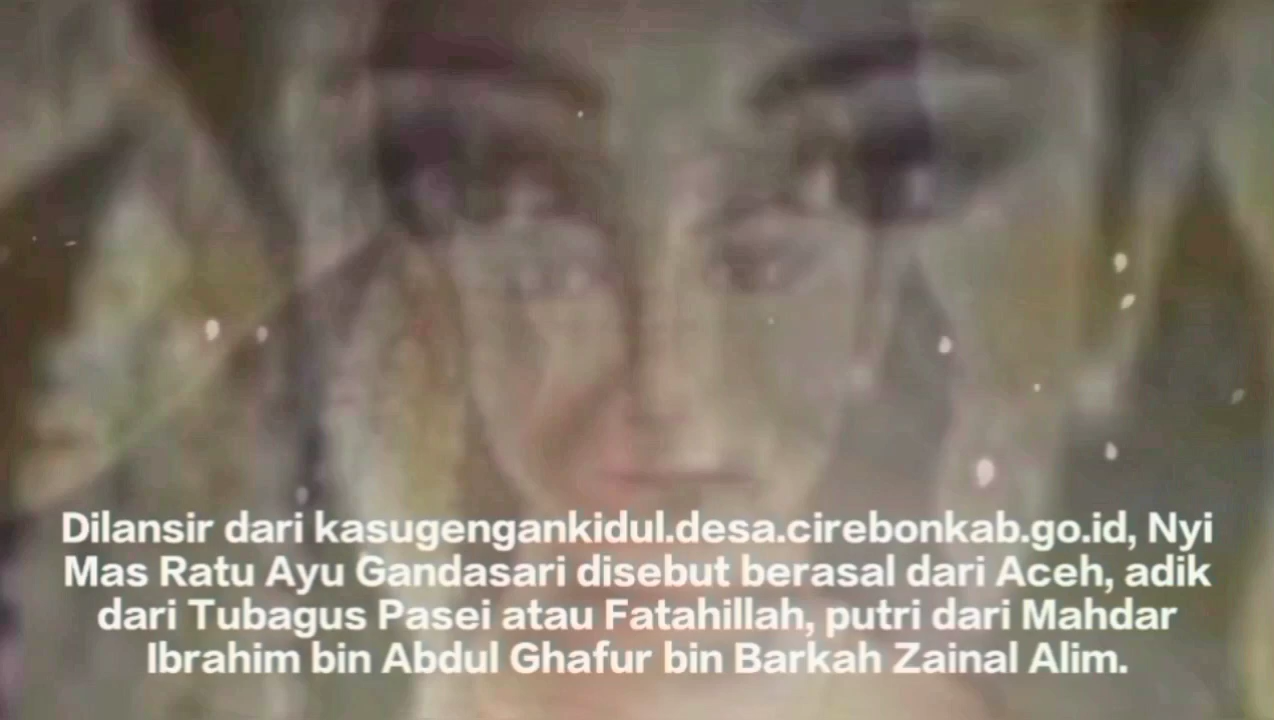 Dilansir dari kasugengankidul.desa.cirebonkab.go.id, Nyi
Mas Ratu Ayu Gandasari disebut berasal dari Aceh, adik
dari Tubagus Pasei atau Fatahillah, putri dari Mahdar
Ibrahim bin Abdul Ghafur bin Barkah Zainal Alim.